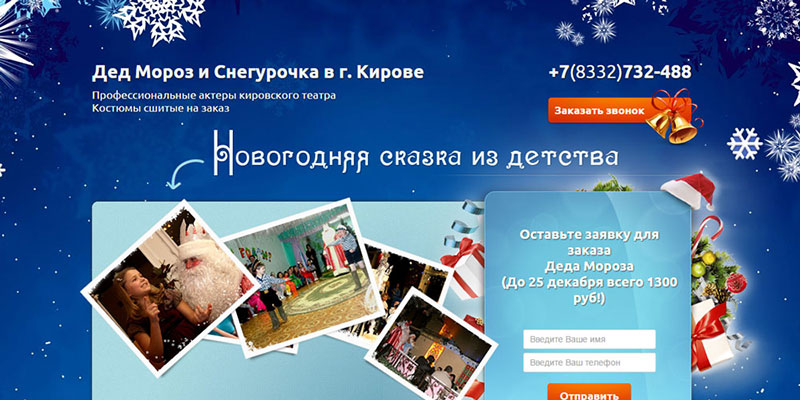 Дед Мороз и Снегурочка в г. Кирове
+7(8332)732-488
Профессиональные актеры кировского театра
Костюмы сшитые на заказ
Заказать звонок
Новогодняя сказка из детства
Оставьте заявку для
заказа
Деда Мороза
(До 25 декабря всего 1300
руб!)
Введите Ваше имя
Введите Ваш телефон
Отправить